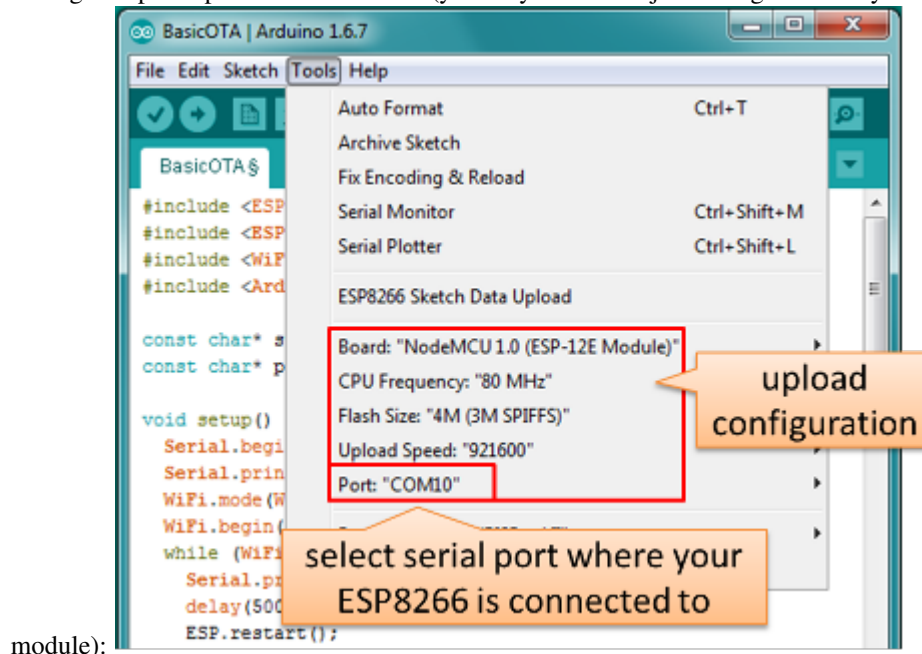 BasicOTA | Arduino 1.6.7
File Edit Sketch Tools Help
Auto Format Ctrl+T
Archive Sketch
BasicOTA§
Fix Encoding & Reload
#include <ESP
Serial Monitor Ctrl+Shift+M
#include <ESP
Serial Plotter Ctrl+Shift+L
#include <WiF
#include <Ard
ESP8266 Sketch Data Upload
const char* s
Board: "NodeMCU 1.0 (ESP-12E Module)"
const char* p
CPU Frequency: "80 MHz"
upload
configuration
Flash Size: "4M (3M SPIFFS)"
void setup()
Upload Speed: "921600"
Serial.begi
Port: "COM10"
Serial.prin
WiFi.mode(W
WiFi.begin(
while (WiFi
select serial port where your
ESP8266 is connected to
Serial.pr
delay(500
ESP.restart();
module):